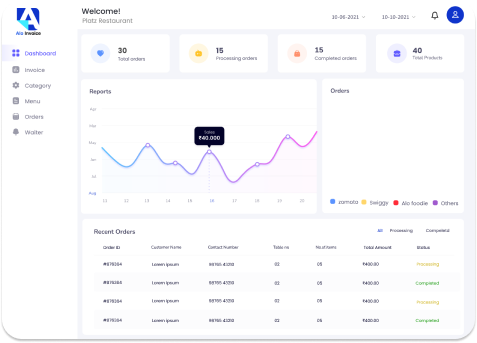 Welcome!
Platz Restaurant
10-06-2021
10-10-2021
Alo Invoice
Dashboard
Invoice
Category
Menu
Orders
Waiter
30
Total orders
15
Processing orders
15
Completed orders
40
Total Products
Reports
Apr
May
May
Jun
Jul
Aug
11 12 13 14 15 16 17 18 19 20
Sales
₹40.000
Orders
zamota
Swiggy
Alo foodie
Others
Recent Orders
All Processing Completed
Order ID Customer Name Contact Number Table no No.of.items Total Amount Status
#876364 Lorem ipsum 98765 43210 02 05 ₹400.00 Processing
#876364 Lorem ipsum 98765 43210 02 05 ₹400.00 Completed
#876364 Lorem ipsum 98765 43210 02 05 ₹400.00 Processing
#876364 Lorem ipsum 98765 43210 02 05 ₹400.00 Completed